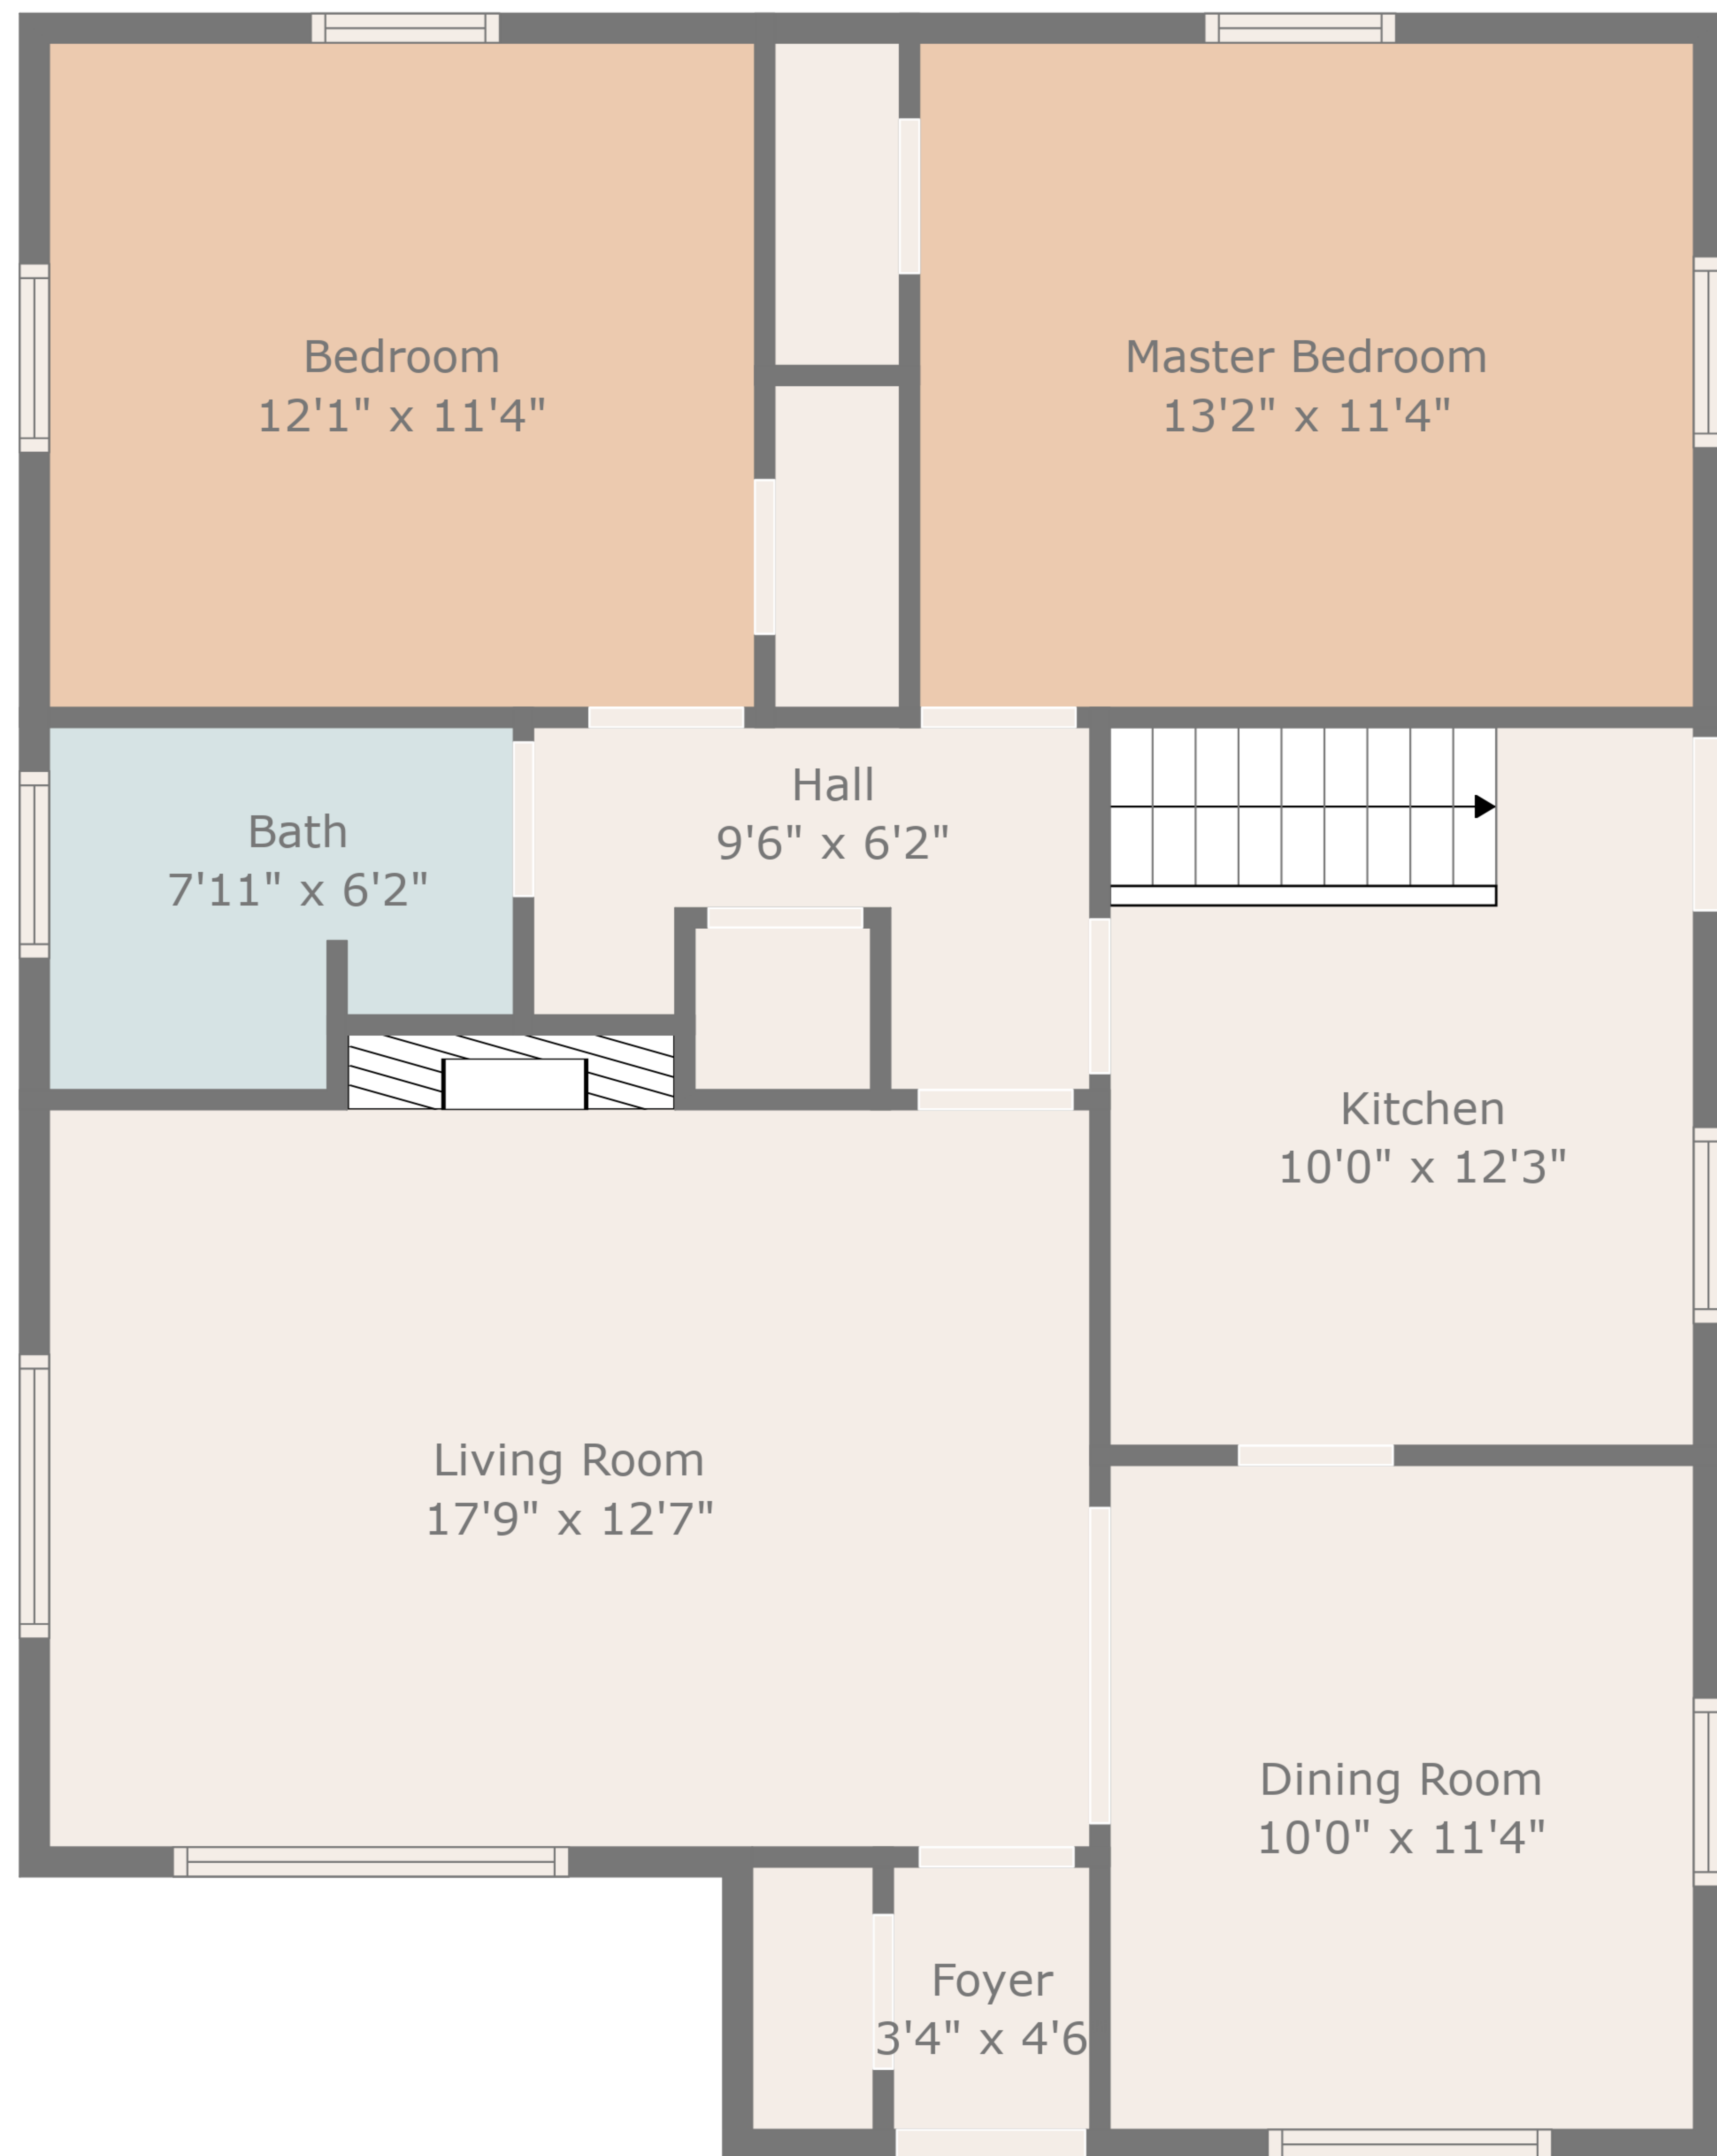 Bedroom
12'1" x 11'4"
Master Bedroom
13'2" x 11'4"
Hall
9'6" x 6'2"
Bath
7'11" x 6'2"
Kitchen
10'0" x 12'3"
Living Room
17'9" x 12'7"
Dining Room
10'0" x 11'4"
Foyer
3'4" x 4'6